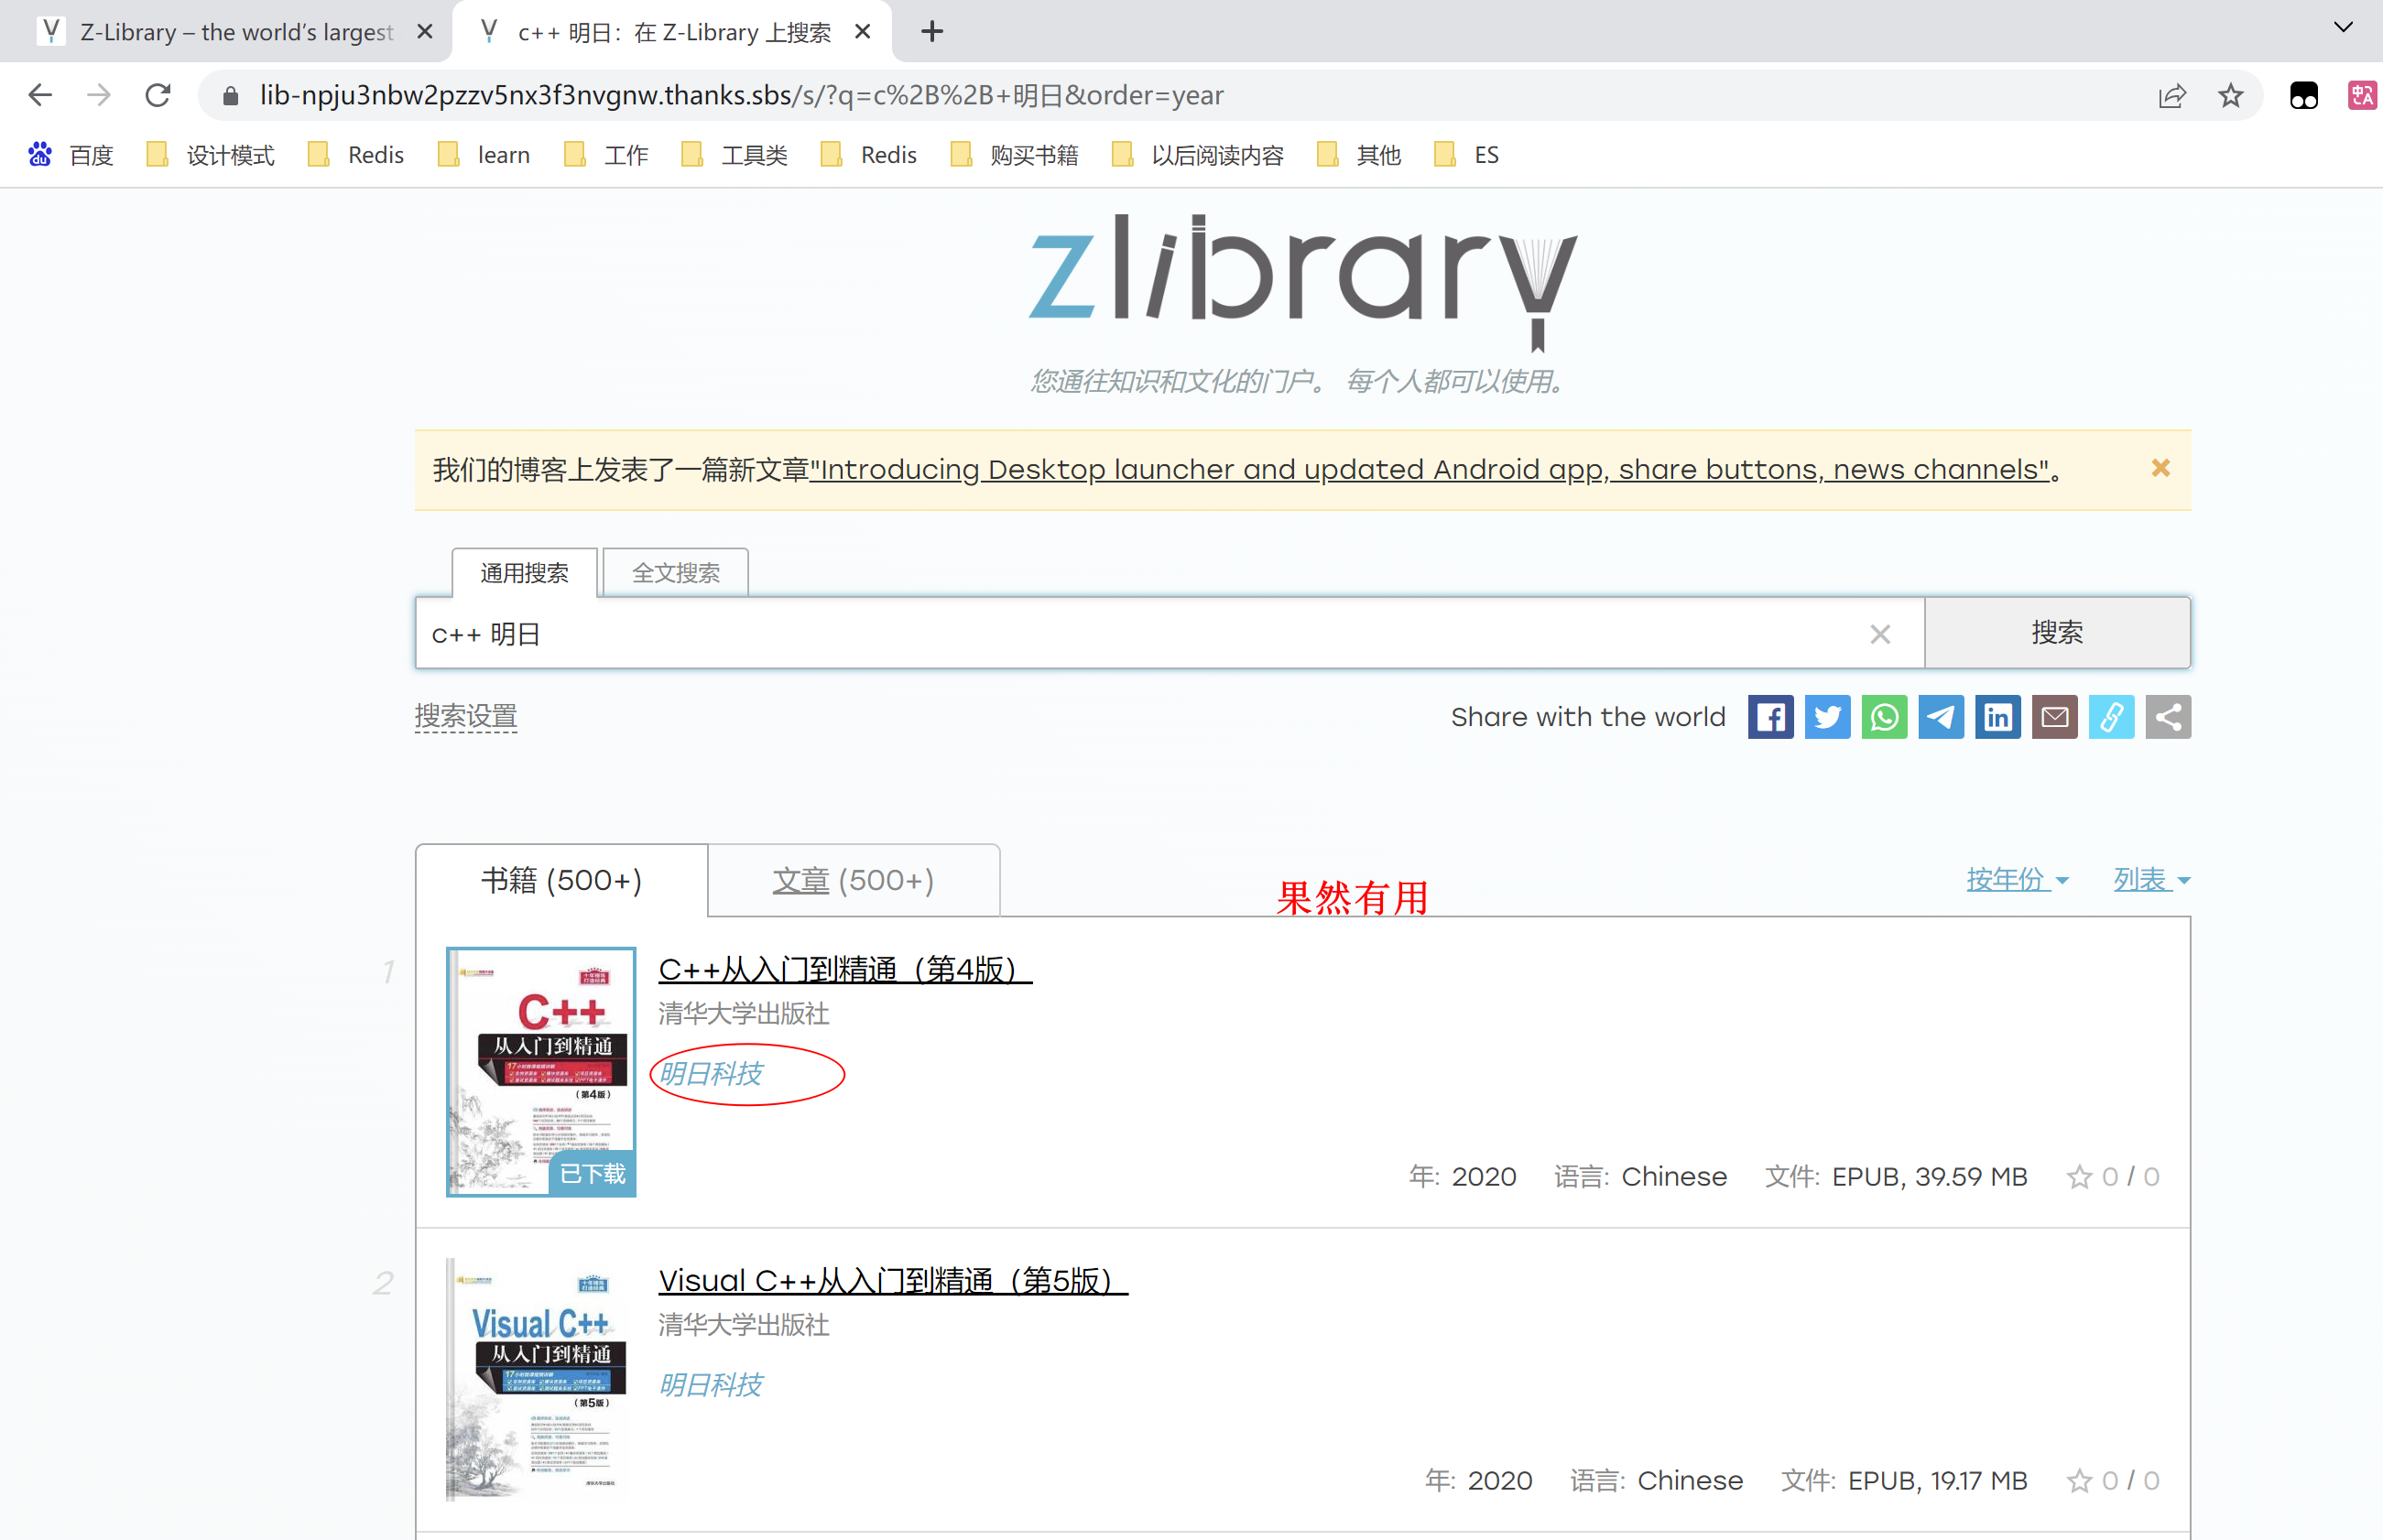 Z-Library – the world's largest
c++ 明日：在 Z-Library 上搜索
lib-npju3nbw2pzzv5nx3f3nvgnw.thanks.sbs/s/?q=c%2B%2B+明日&order=year
百度 设计模式 Redis learn 工作 工具类 Redis 购买书籍 以后阅读内容 其他 ES
zlibrary
您通往知识和文化的门户。 每个人都可以使用。
我们的博客上发表了一篇新文章"Introducing Desktop launcher and updated Android app, share buttons, news channels"。
通用搜索 全文搜索
c++ 明日
搜索
搜索设置
Share with the world
书籍 (500+)
文章 (500+)
果然有用
按年份 列表
1
C++
从入门到精通
(第4版)
已下载
C++从入门到精通（第4版）
清华大学出版社
明日科技
年: 2020 语言: Chinese 文件: EPUB, 39.59 MB 0 / 0
2
Visual C++
从入门到精通
(第5版)
Visual C++从入门到精通（第5版）
清华大学出版社
明日科技
年: 2020 语言: Chinese 文件: EPUB, 19.17 MB 0 / 0